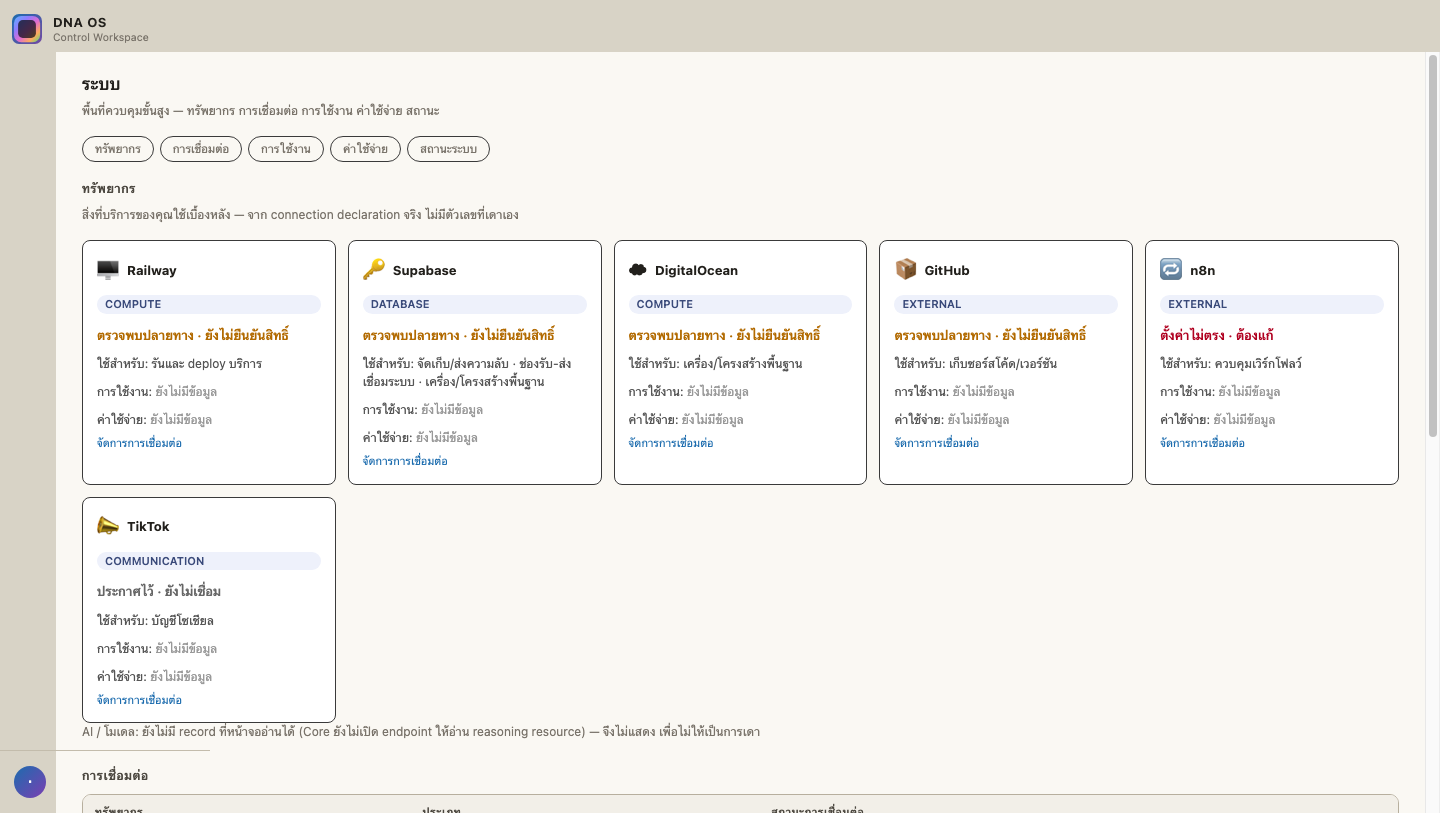 DNA OS
Control Workspace
ระบบ
พื้นที่ควบคุมขั้นสูง — ทรัพยากร การเชื่อมต่อ การใช้งาน ค่าใช้จ่าย สถานะ
ทรัพยากร
การเชื่อมต่อ
การใช้งาน
ค่าใช้จ่าย
สถานะระบบ
ทรัพยากร
สิ่งที่บริการของคุณใช้เบื้องหลัง — จาก connection declaration จริง ไม่มีตัวเลขที่เดาเอง
Railway
COMPUTE
ตรวจพบปลายทาง · ยังไม่ยืนยันสิทธิ์
ใช้สำหรับ: รันและ deploy บริการ
การใช้งาน: ยังไม่มีข้อมูล
ค่าใช้จ่าย: ยังไม่มีข้อมูล
จัดการการเชื่อมต่อ
Supabase
DATABASE
ตรวจพบปลายทาง · ยังไม่ยืนยันสิทธิ์
ใช้สำหรับ: จัดเก็บ/ส่งความลับ · ช่องรับ-ส่ง
เชื่อมระบบ · เครื่อง/โครงสร้างพื้นฐาน
การใช้งาน: ยังไม่มีข้อมูล
ค่าใช้จ่าย: ยังไม่มีข้อมูล
จัดการการเชื่อมต่อ
DigitalOcean
COMPUTE
ตรวจพบปลายทาง · ยังไม่ยืนยันสิทธิ์
ใช้สำหรับ: เครื่อง/โครงสร้างพื้นฐาน
การใช้งาน: ยังไม่มีข้อมูล
ค่าใช้จ่าย: ยังไม่มีข้อมูล
จัดการการเชื่อมต่อ
GitHub
EXTERNAL
ตรวจพบปลายทาง · ยังไม่ยืนยันสิทธิ์
ใช้สำหรับ: เก็บซอร์สโค้ด/เวอร์ชัน
การใช้งาน: ยังไม่มีข้อมูล
ค่าใช้จ่าย: ยังไม่มีข้อมูล
จัดการการเชื่อมต่อ
n8n
EXTERNAL
ตั้งค่าไม่ตรง · ต้องแก้
ใช้สำหรับ: ควบคุมเวิร์กโฟลว์
การใช้งาน: ยังไม่มีข้อมูล
ค่าใช้จ่าย: ยังไม่มีข้อมูล
จัดการการเชื่อมต่อ
TikTok
COMMUNICATION
ประกาศไว้ · ยังไม่เชื่อม
ใช้สำหรับ: บัญชีโซเชียล
การใช้งาน: ยังไม่มีข้อมูล
ค่าใช้จ่าย: ยังไม่มีข้อมูล
จัดการการเชื่อมต่อ
AI / โมเดล: ยังไม่มี record ที่หน้าจออ่านได้ (Core ยังไม่เปิด endpoint ให้อ่าน reasoning resource) — จึงไม่แสดง เพื่อไม่ให้เป็นการเดา
การเชื่อมต่อ
ทรัพยากร
ประเภท
สถานะการเชื่อมต่อ